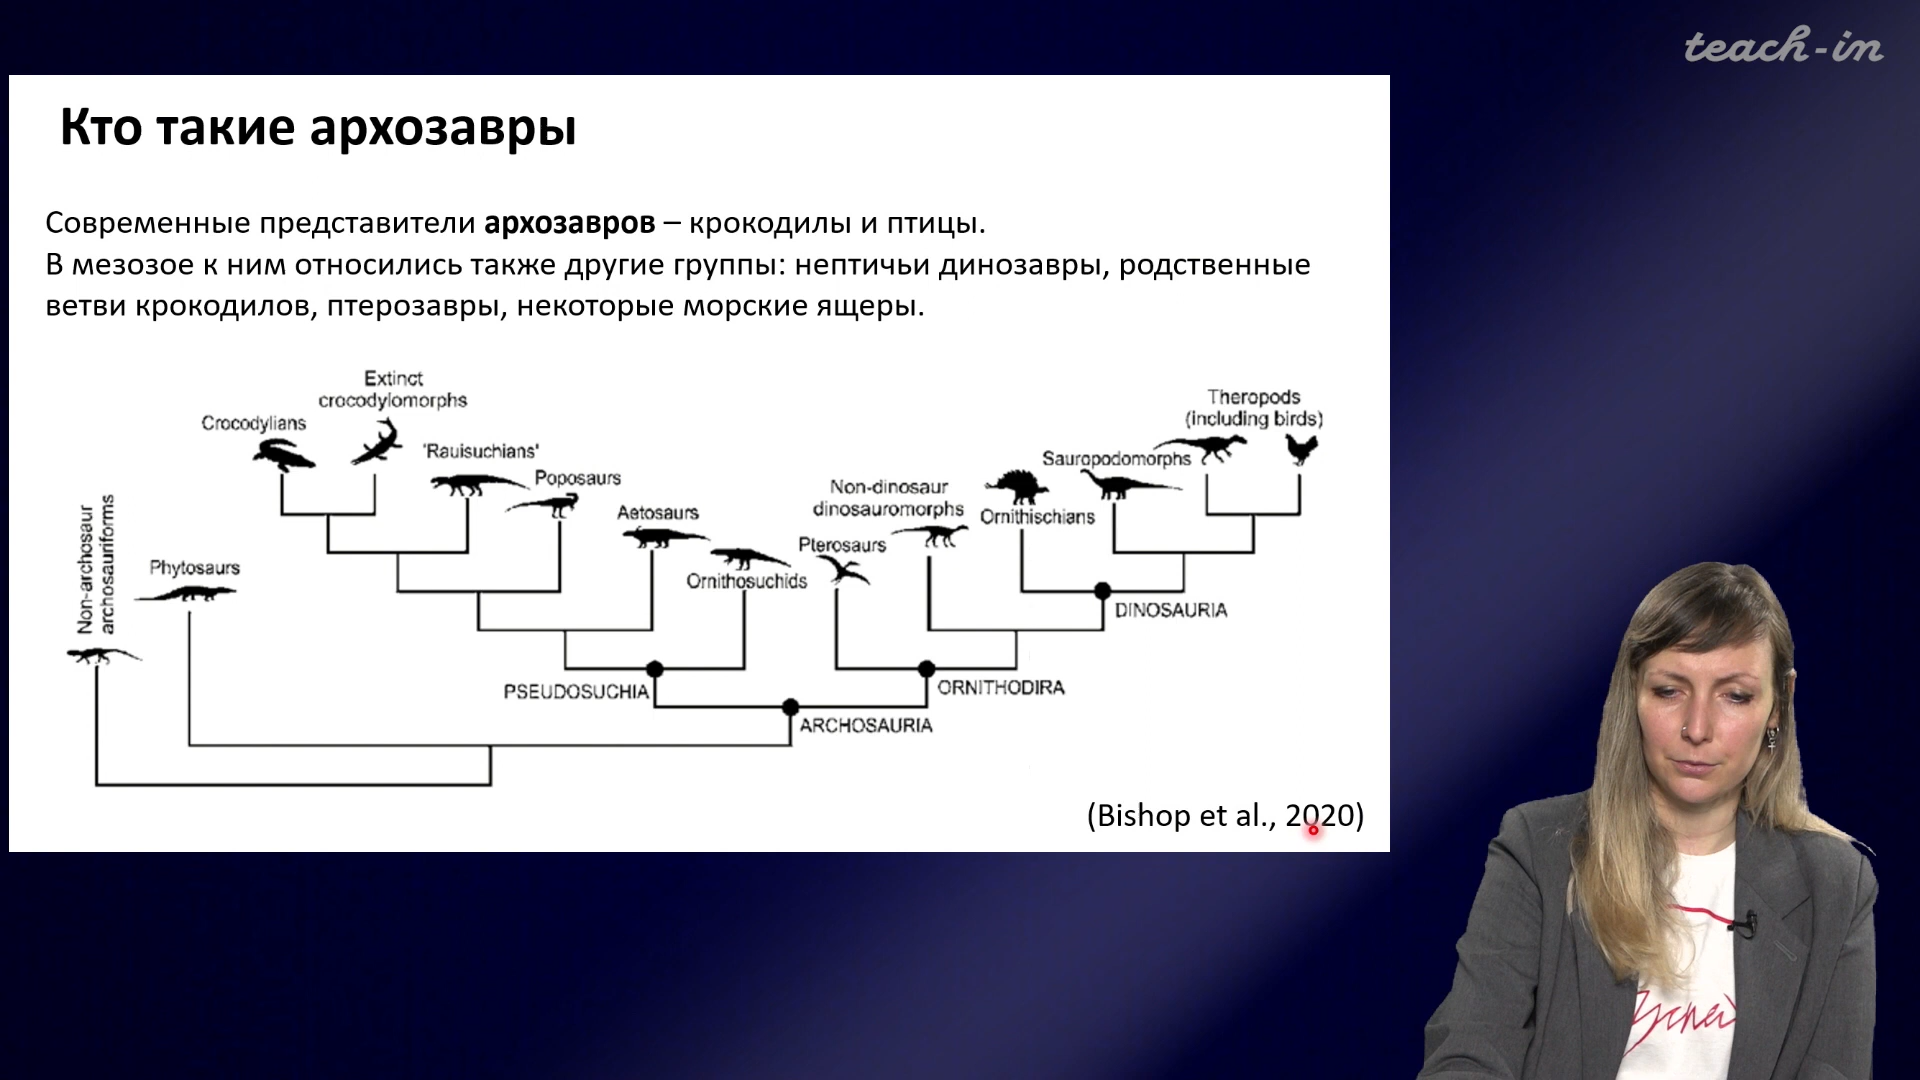 teach-in
Кто такие архозавры
Современные представители архозавров – крокодилы и птицы.
В мезозое к ним относились также другие группы: нептичьи динозавры, родственные
ветви крокодилов, птерозавры, некоторые морские ящеры.
Extinct
crocodylomorphs
Crocodylians
'Rauisuchians'
Poposaurs
Aetosaurs
Ornithosuchids
Non-archosaur
archosauriforms
Phytosaurs
Pterosaurs
Non-dinosaur
dinosauromorphs
Ornithischians
Sauropodomorphs
Theropods
(including birds)
DINOSAURIA
PSEUDOSUCHIA
ORNITHODIRA
ARCHOSAURIA
(Bishop et al., 2020)